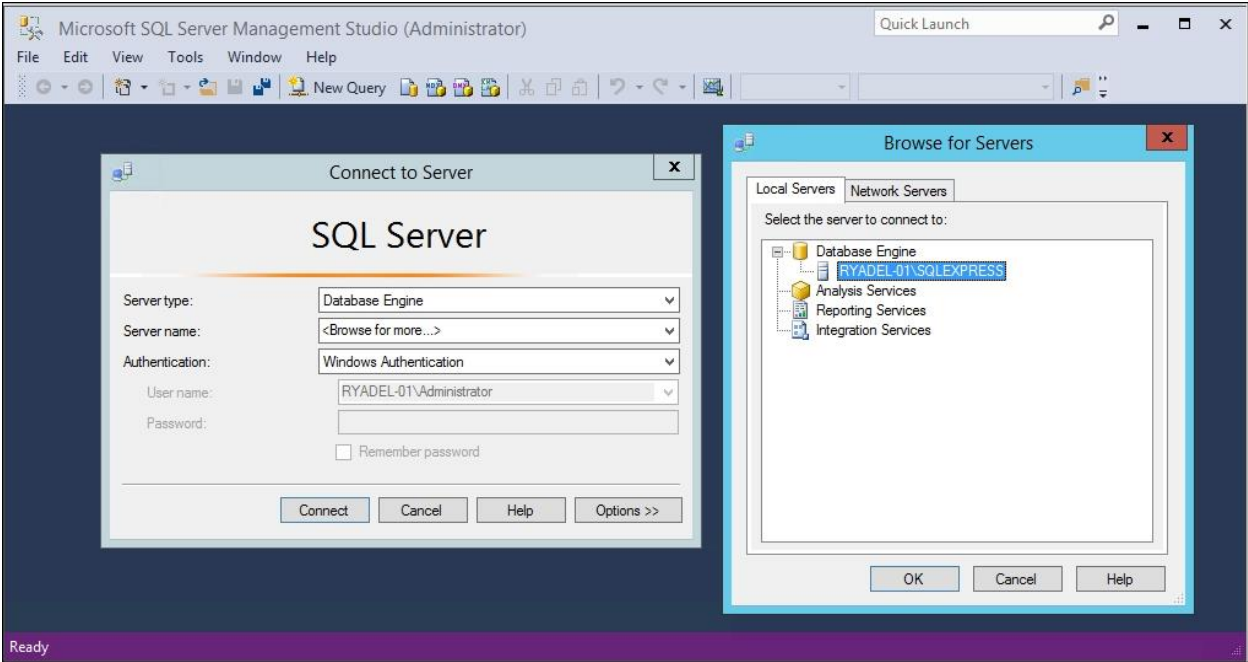 Microsoft SQL Server Management Studio (Administrator)
Quick Launch
File Edit View Tools Window Help
New Query
Connect to Server
SQL Server
Server type: Database Engine
Server name: <Browse for more...>
Authentication: Windows Authentication
User name: RYADEL-01\Administrator
Password:
Remember password
Connect Cancel Help Options >>
Browse for Servers
Local Servers Network Servers
Select the server to connect to:
Database Engine
RYADEL-01\SQLEXPRESS
Analysis Services
Reporting Services
Integration Services
OK Cancel Help
Ready